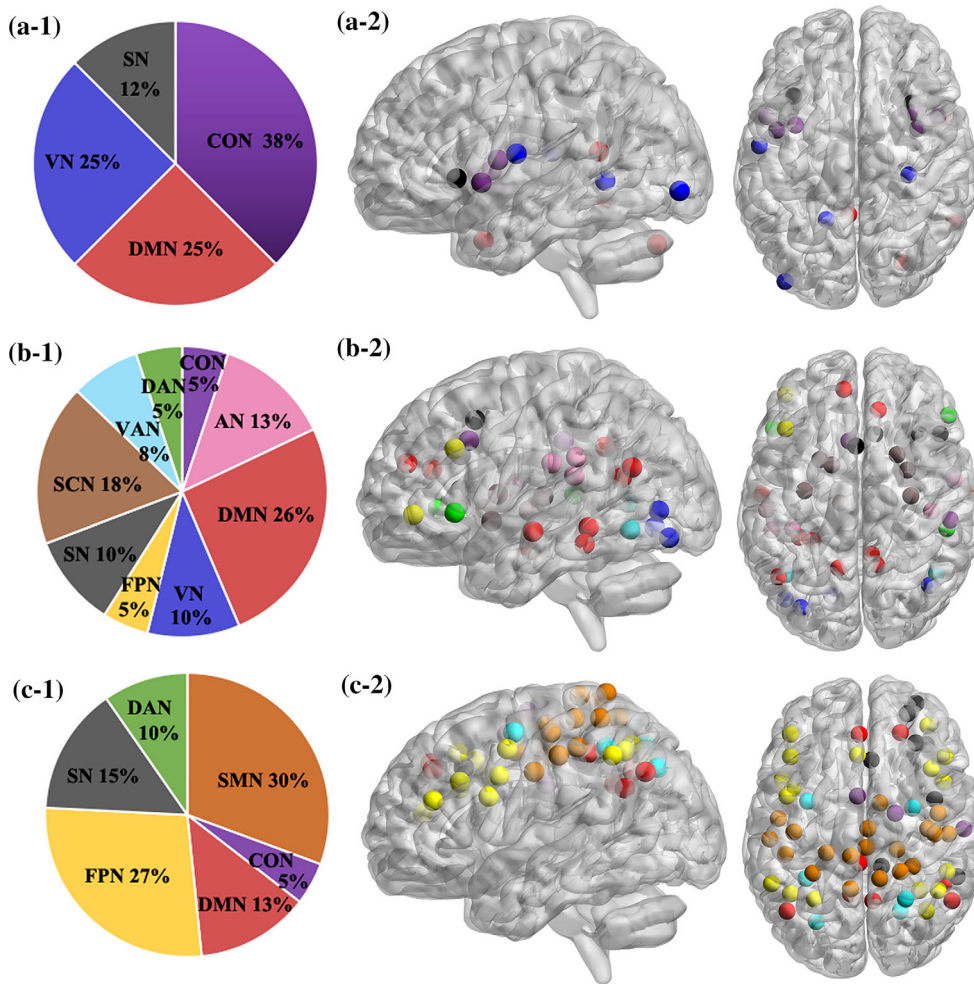 (a-1)
SN
12%
CON 38%
VN 25%
DMN 25%
(a-2)
(b-1)
DAN
5%
CON
5%
AN 13%
VAN
8%
SCN 18%
DMN 26%
SN 10%
FPN
5%
VN
10%
(b-2)
(c-1)
DAN
10%
SN 15%
SMN 30%
CON
5%
FPN 27%
DMN 13%
(c-2)